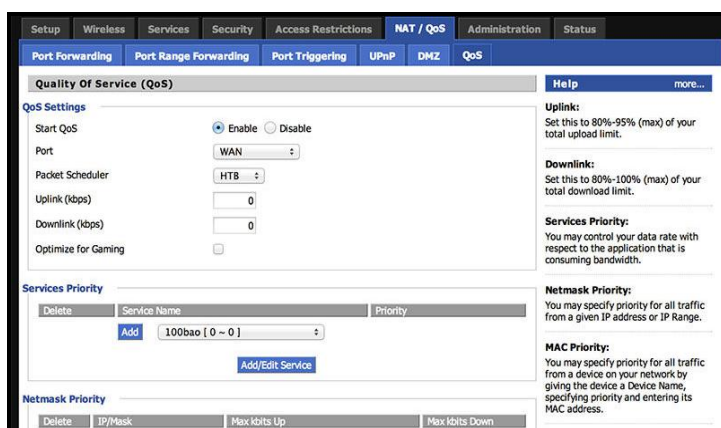 Setup Wireless Services Security Access Restrictions NAT / QoS Administration Status
Port Forwarding Port Range Forwarding Port Triggering UPnP DMZ QoS
Quality Of Service (QoS)
QoS Settings
Start QoS Enable Disable
Port WAN
Packet Scheduler HTB
Uplink (kbps) 0
Downlink (kbps) 0
Optimize for Gaming
Services Priority
Delete Service Name Priority
Add 100bao [ 0 ~ 0 ]
Add/Edit Service
Netmask Priority
Delete IP/Mask Max kbits Up Max kbits Down
Help more...
Uplink:
Set this to 80%-95% (max) of your
total upload limit.
Downlink:
Set this to 80%-100% (max) of your
total download limit.
Services Priority:
You may control your data rate with
respect to the application that is
consuming bandwidth.
Netmask Priority:
You may specify priority for all traffic
from a given IP address or IP Range.
MAC Priority:
You may specify priority for all traffic
from a device on your network by
giving the device a Device Name,
specifying priority and entering its
MAC address.